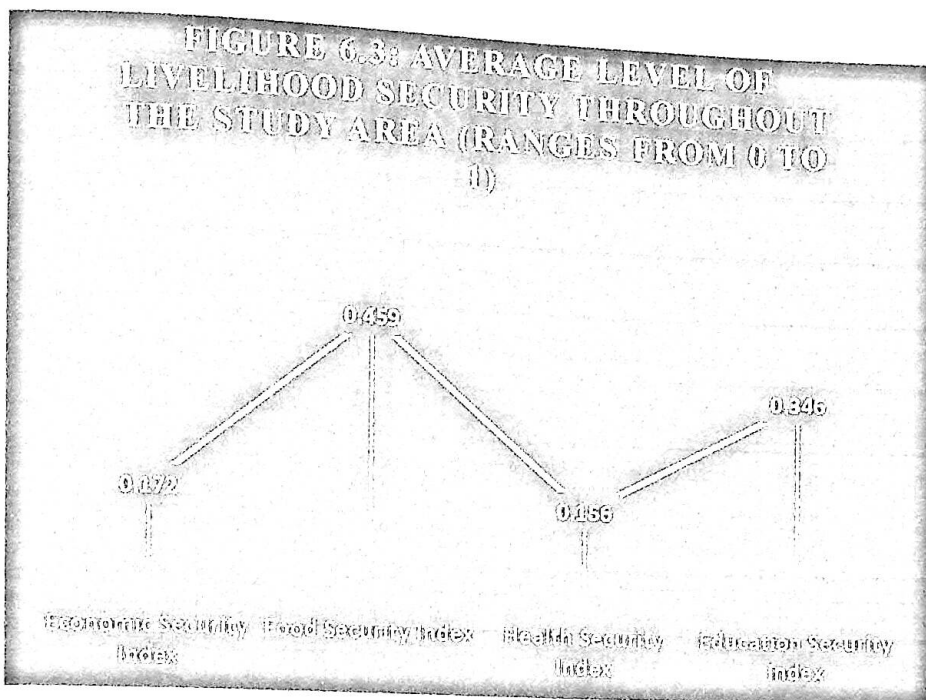 FIGURE 6.3: AVERAGE LEVEL OF
LIVELIHOOD SECURITY THROUGHOUT
THE STUDY AREA (RANGES FROM 0 TO
1)
0.459
0.346
0.172
0.156
Economic Security
Index
Food Security Index
Health Security
Index
Education Security
Index